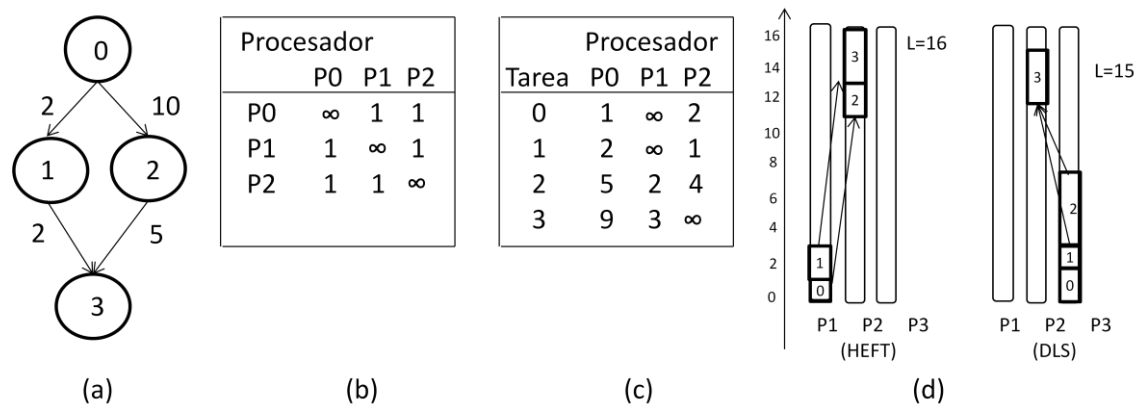 0
2 10
1 2
2 5
3
(a)
Procesador
P0 P1 P2
P0 ∞ 1 1
P1 1 ∞ 1
P2 1 1 ∞
(b)
Procesador
Tarea P0 P1 P2
0 1 ∞ 2
1 2 ∞ 1
2 5 2 4
3 9 3 ∞
(c)
16
14
12
10
8
6
4
2
0
3
2
1
0
L=16
P1 P2 P3
(HEFT)
3
2
1
0
L=15
P1 P2 P3
(DLS)
(d)